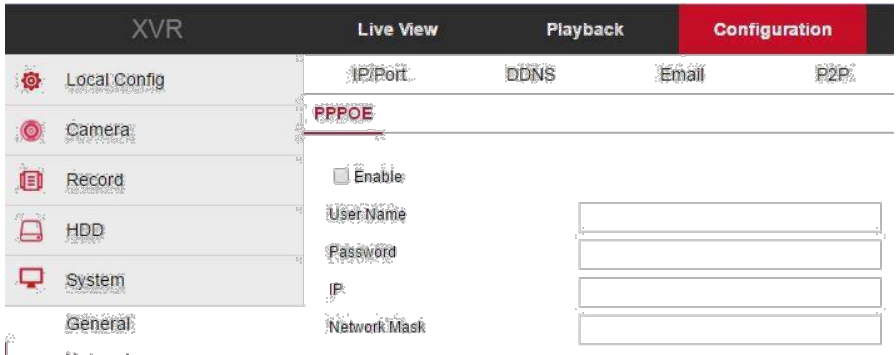 XVR Live View Playback Configuration
Local Config IP/Port DDNS Email P2P
PPPOE
Camera
Record Enable
User Name
HDD
Password
System IP
General Network Mask